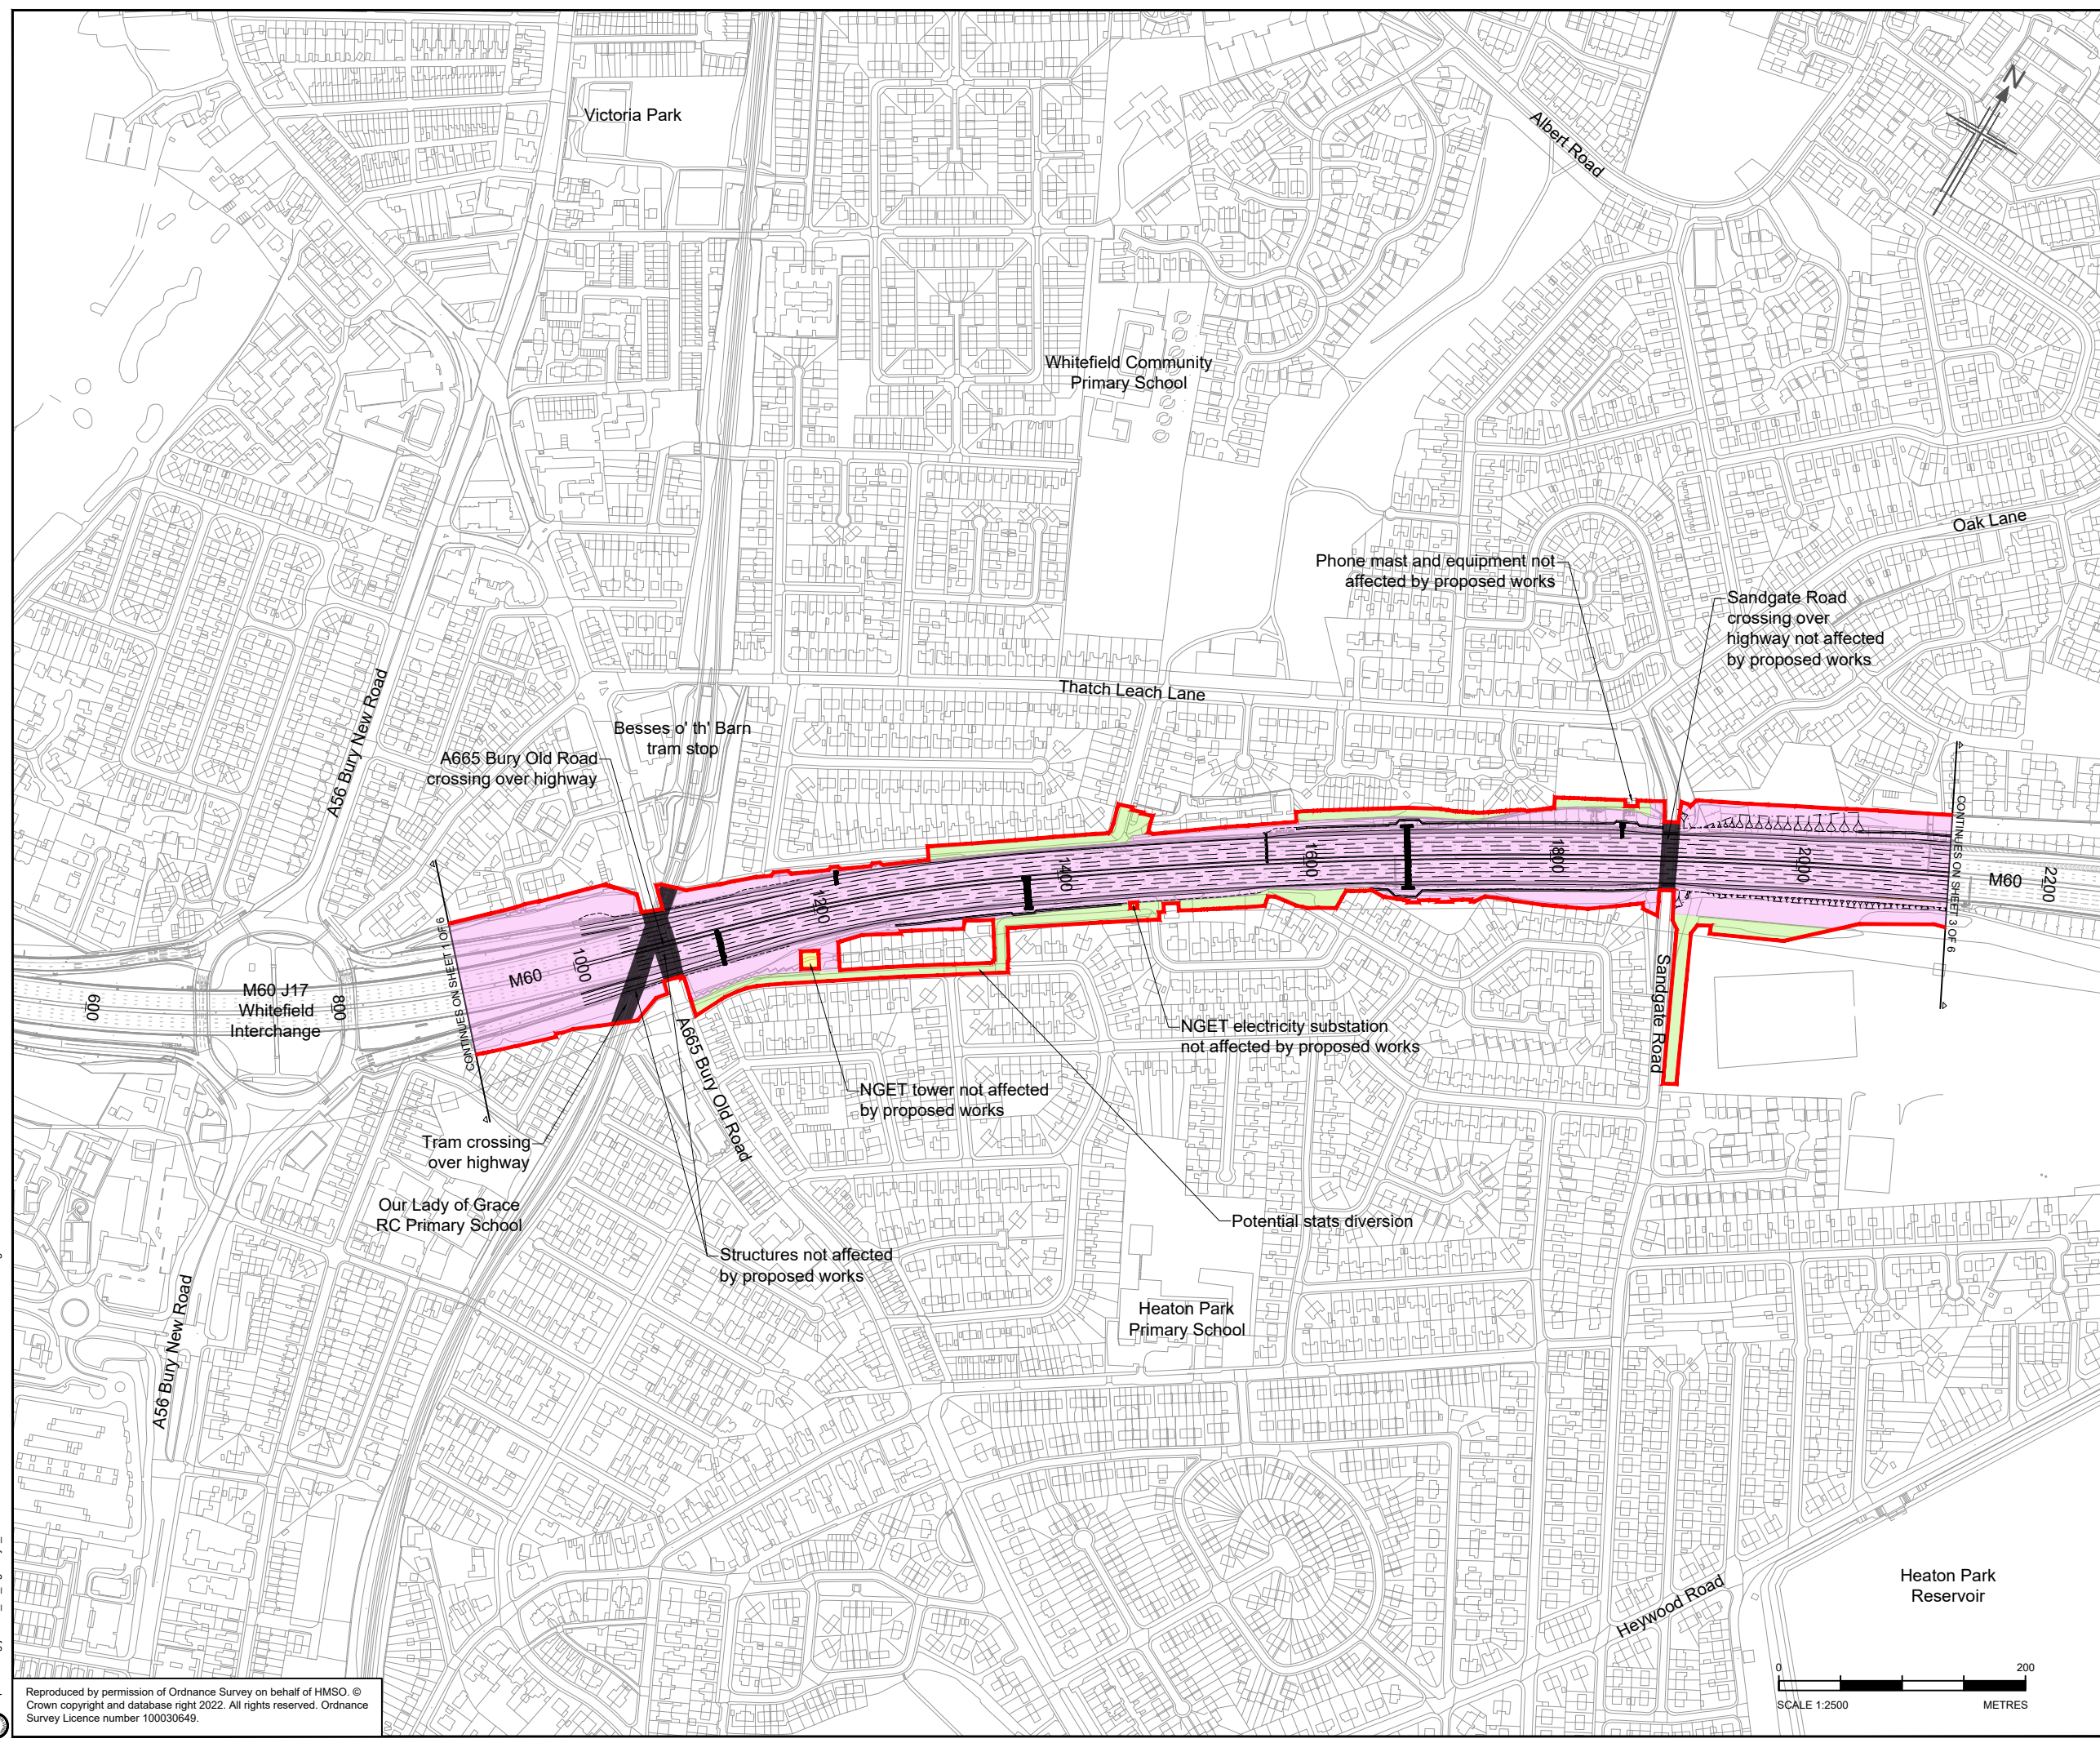 Victoria Park
N
Albert Road
Whitefield Community
Primary School
Oak Lane
Phone mast and equipment not
affected by proposed works
Sandgate Road
crossing over
highway not affected
by proposed works
Thatch Leach Lane
A56 Bury New Road
Besses o' th' Barn
tram stop
A665 Bury Old Road
crossing over highway
CONTINUES ON SHEET 1 OF 6
CONTINUES ON SHEET 3 OF 6
600
M60 J17
Whitefield
Interchange
800
M60
1000
1200
1400
1600
1800
2000
M60
2200
Sandgate Road
A665 Bury Old Road
NGET electricity substation
not affected by proposed works
NGET tower not affected
by proposed works
Tram crossing
over highway
Our Lady of Grace
RC Primary School
Potential stats diversion
Structures not affected
by proposed works
Heaton Park
Primary School
A56 Bury New Road
Heywood Road
Heaton Park
Reservoir
0 200
SCALE 1:2500 METRES
Reproduced by permission of Ordnance Survey on behalf of HMSO. ©
Crown copyright and database right 2022. All rights reserved. Ordnance
Survey Licence number 100030649.